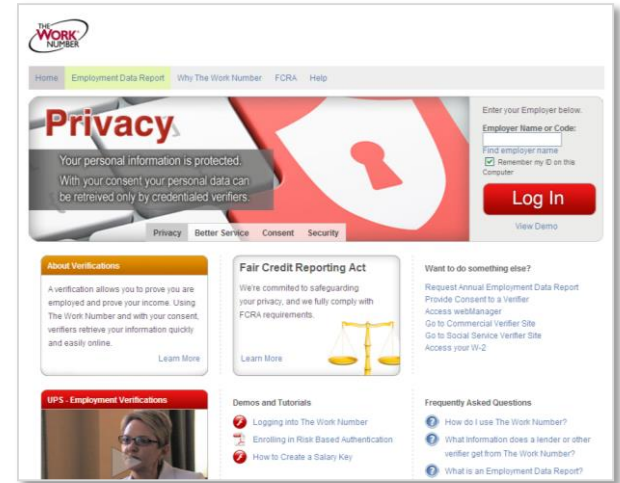 THE
WORK
NUMBER
Home Employment Data Report Why The Work Number FCRA Help
Privacy
Your personal information is protected.
With your consent your personal data can
be retreived only by credentialed verifiers.
Privacy Better Service Consent Security
Enter your Employer below.
Employer Name or Code:
Find employer name
Remember my ID on this
Computer
Log In
View Demo
About Verifications
A verification allows you to prove you are
employed and prove your income. Using
The Work Number and with your consent,
verifiers retrieve your information quickly
and easily online.
Learn More
Fair Credit Reporting Act
We're commited to safeguarding
your privacy, and we fully comply with
FCRA requirements.
Learn More
Want to do something else?
Request Annual Employment Data Report
Provide Consent to a Verifier
Access webManager
Go to Commercial Verifier Site
Go to Social Service Verifier Site
Access your W-2
UPS - Employment Verifications
Demos and Tutorials
Logging into The Work Number
Enrolling in Risk Based Authentication
How to Create a Salary Key
Frequently Asked Questions
How do I use The Work Number?
What Information does a lender or other
verifier get from The Work Number?
What is an Employment Data Report?